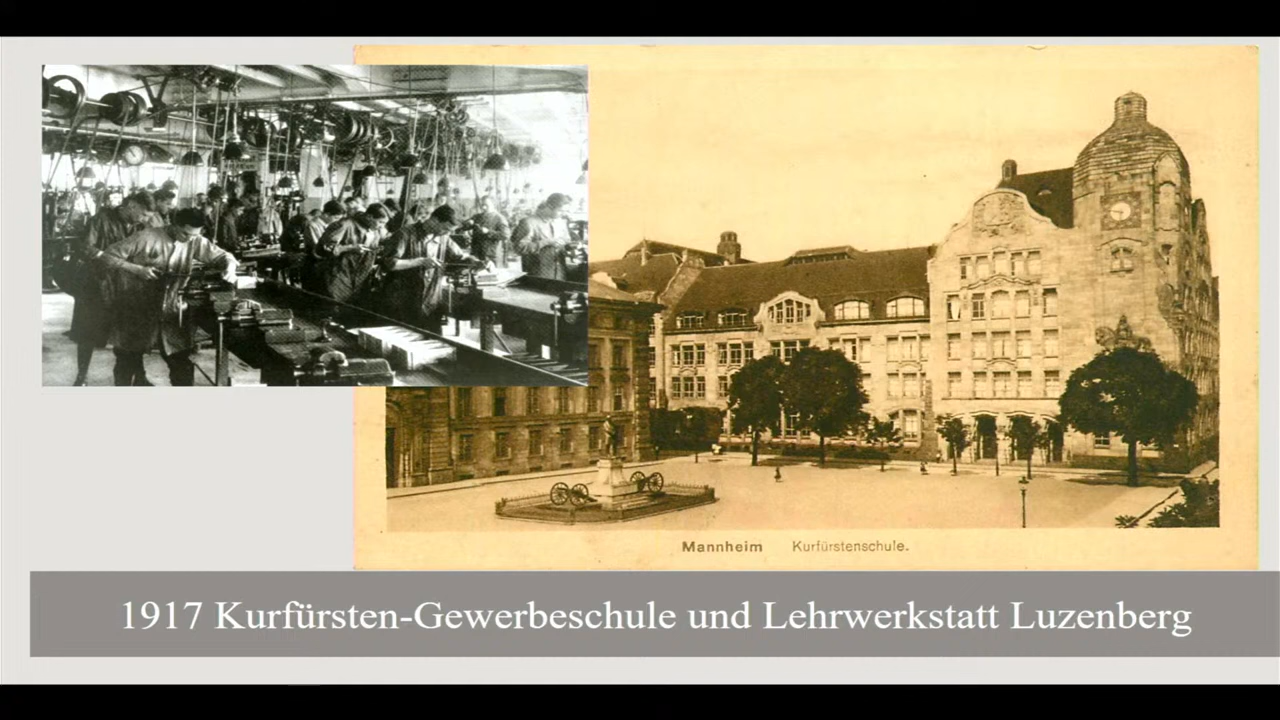 Mannheim Kurfürstenschule.
1917 Kurfürsten-Gewerbeschule und Lehrwerkstatt Luzenberg